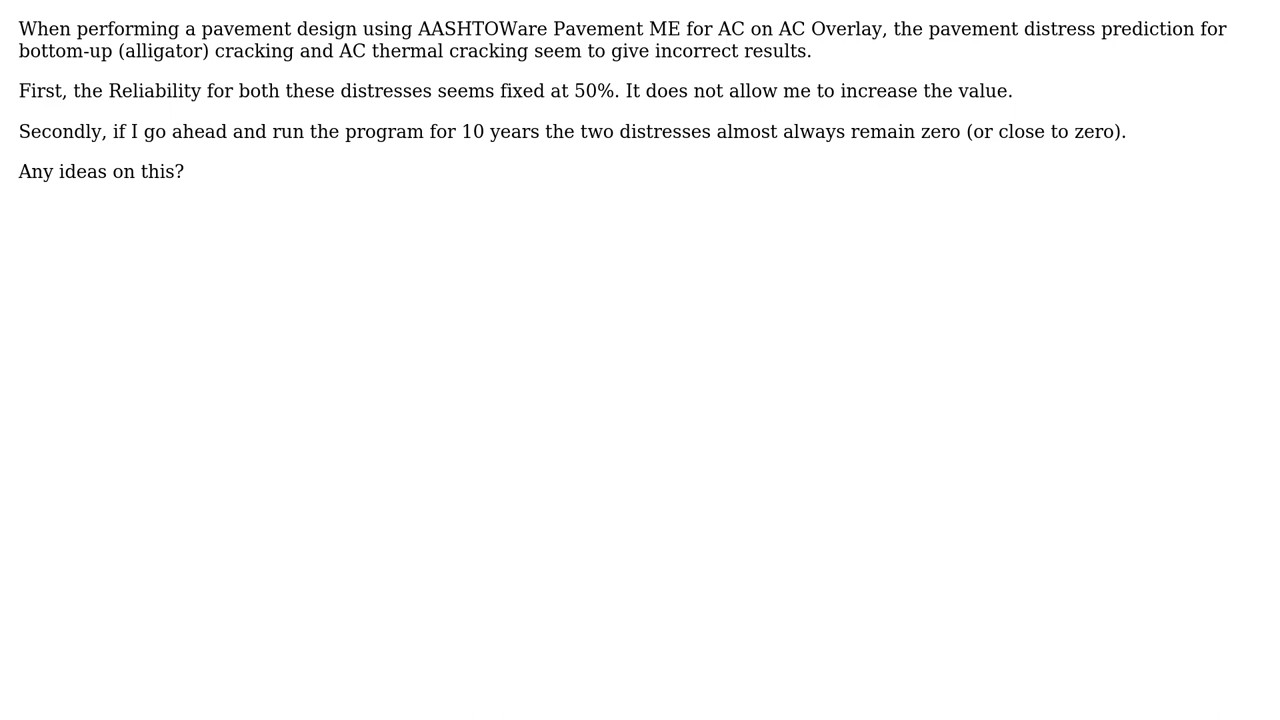 When performing a pavement design using AASHTOWare Pavement ME for AC on AC Overlay, the pavement distress prediction for
bottom-up (alligator) cracking and AC thermal cracking seem to give incorrect results.
First, the Reliability for both these distresses seems fixed at 50%. It does not allow me to increase the value.
Secondly, if I go ahead and run the program for 10 years the two distresses almost always remain zero (or close to zero).
Any ideas on this?